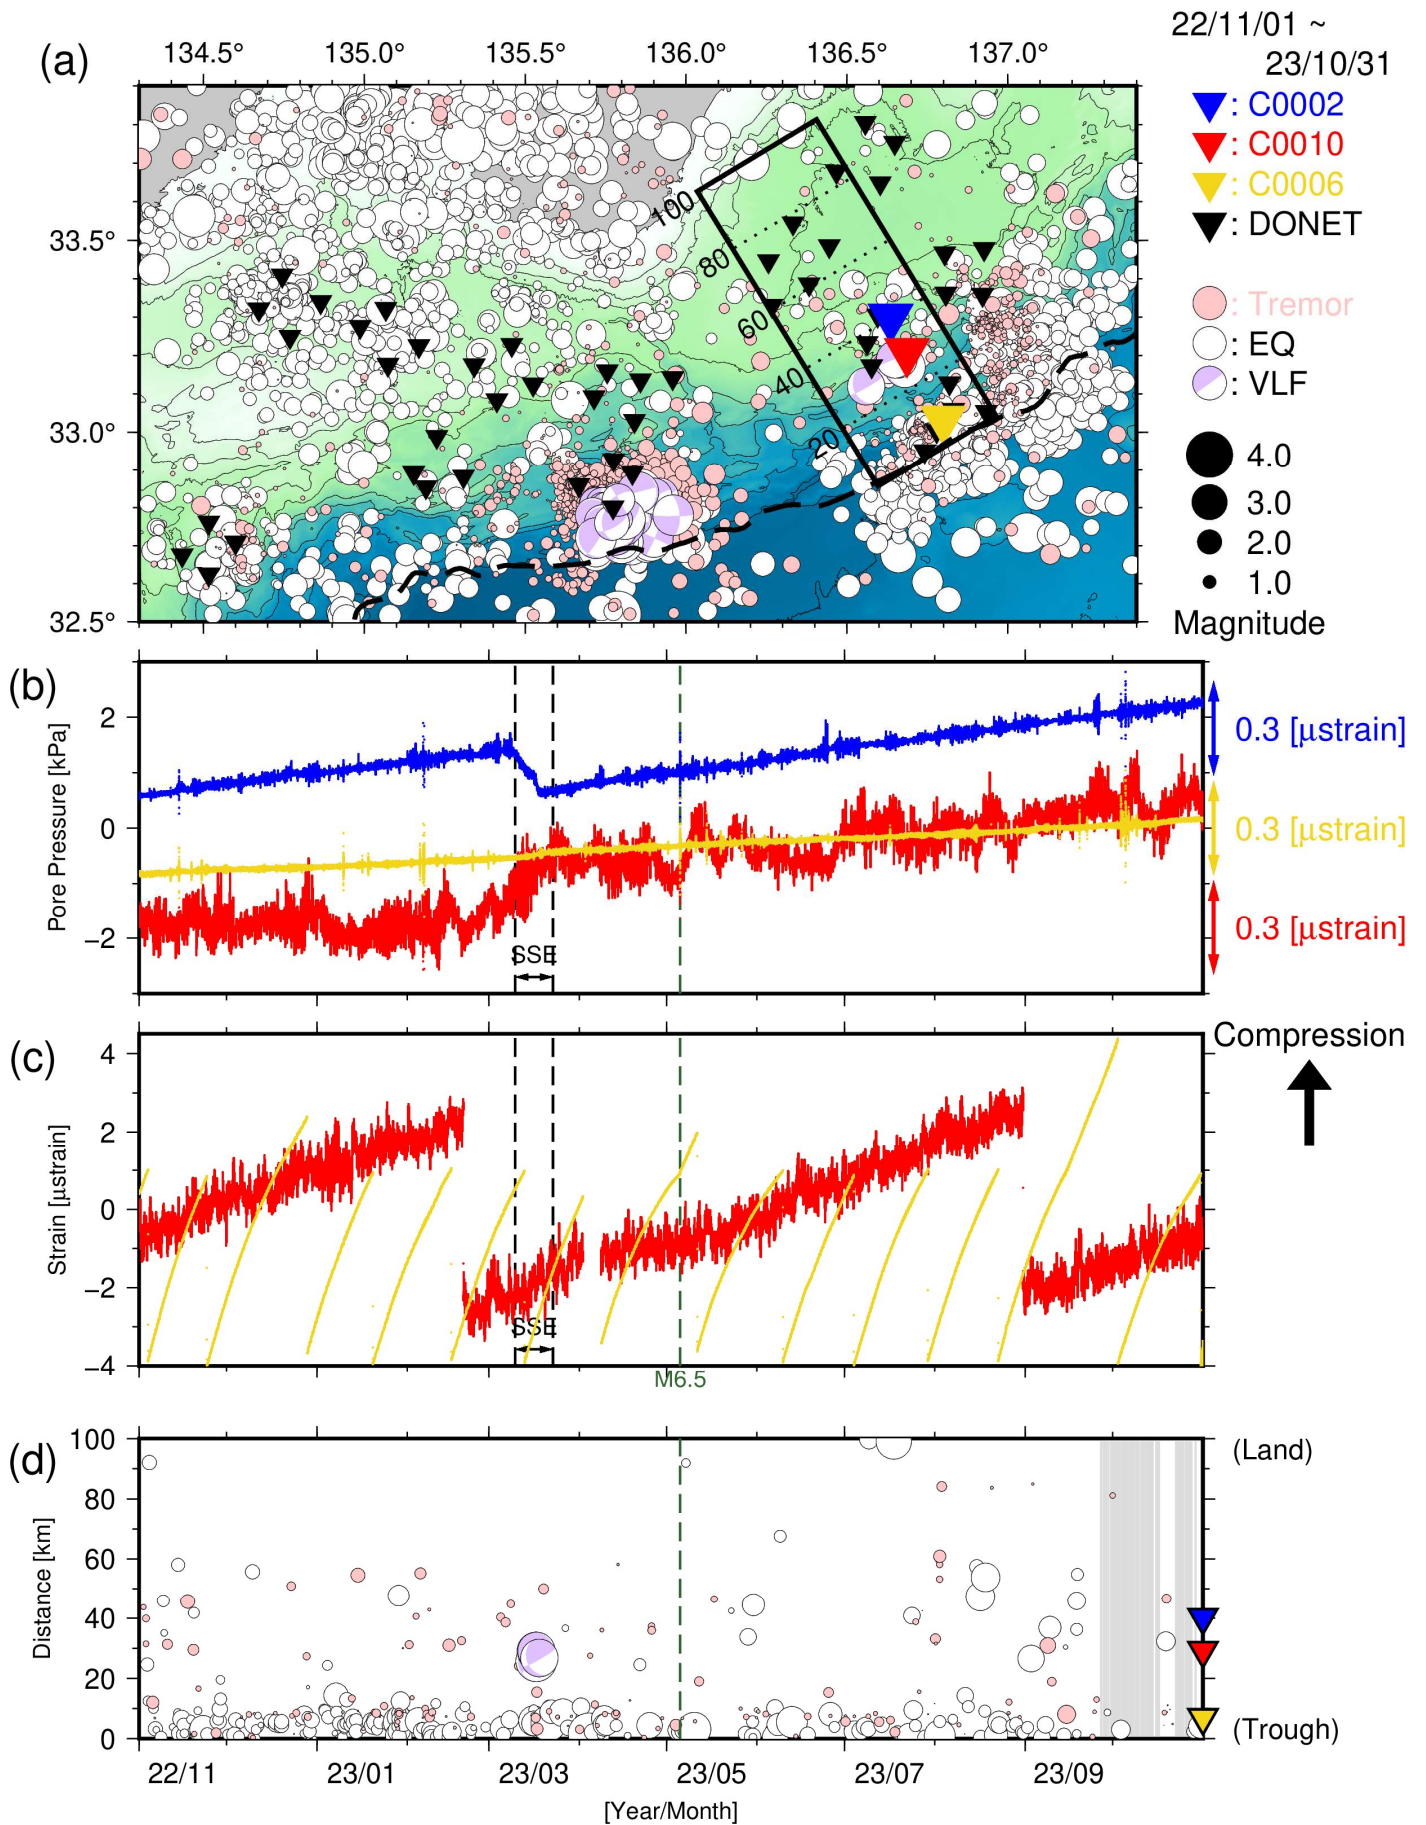 (a)
134.5° 135.0° 135.5° 136.0° 136.5° 137.0°
33.5°
33.0°
32.5°
100
80
60
40
20
22/11/01 ~
23/10/31
: C0002
: C0010
: C0006
: DONET
: Tremor
: EQ
: VLF
4.0
3.0
2.0
1.0
Magnitude
(b)
Pore Pressure [kPa]
2
0
−2
SSE
0.3 [μstrain]
0.3 [μstrain]
0.3 [μstrain]
(c)
Strain [μstrain]
4
2
0
−2
−4
SSE
M6.5
Compression
(d)
Distance [km]
100
80
60
40
20
0
(Land)
(Trough)
22/11 23/01 23/03 23/05 23/07 23/09
[Year/Month]